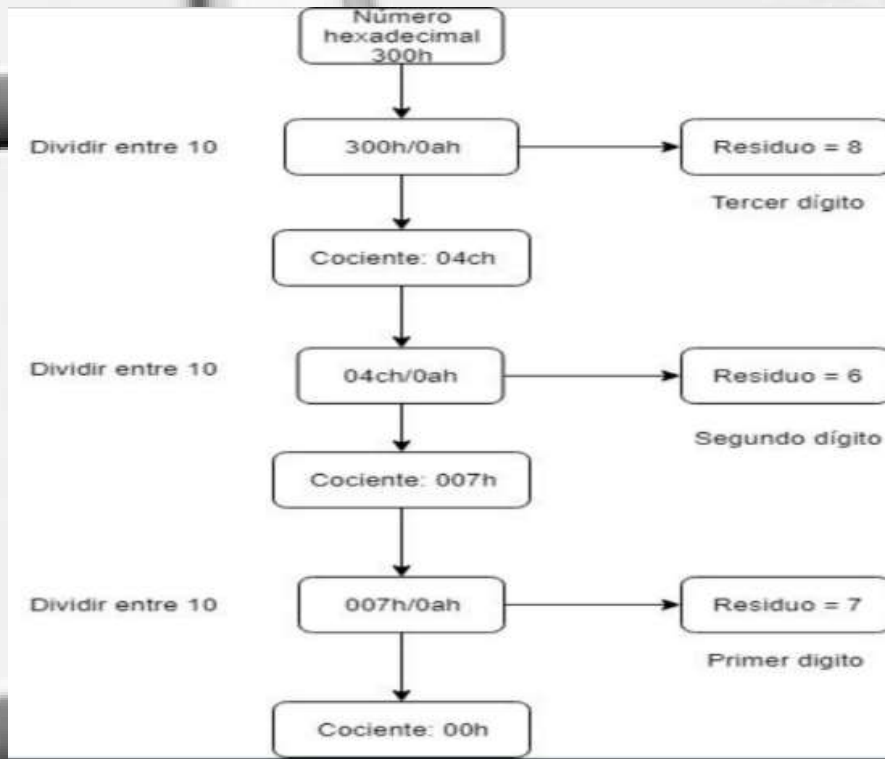 Número
hexadecimal
300h
Dividir entre 10
300h/0ah
Residuo = 8
Tercer dígito
Cociente: 04ch
Dividir entre 10
04ch/0ah
Residuo = 6
Segundo dígito
Cociente: 007h
Dividir entre 10
007h/0ah
Residuo = 7
Primer digito
Cociente: 00h